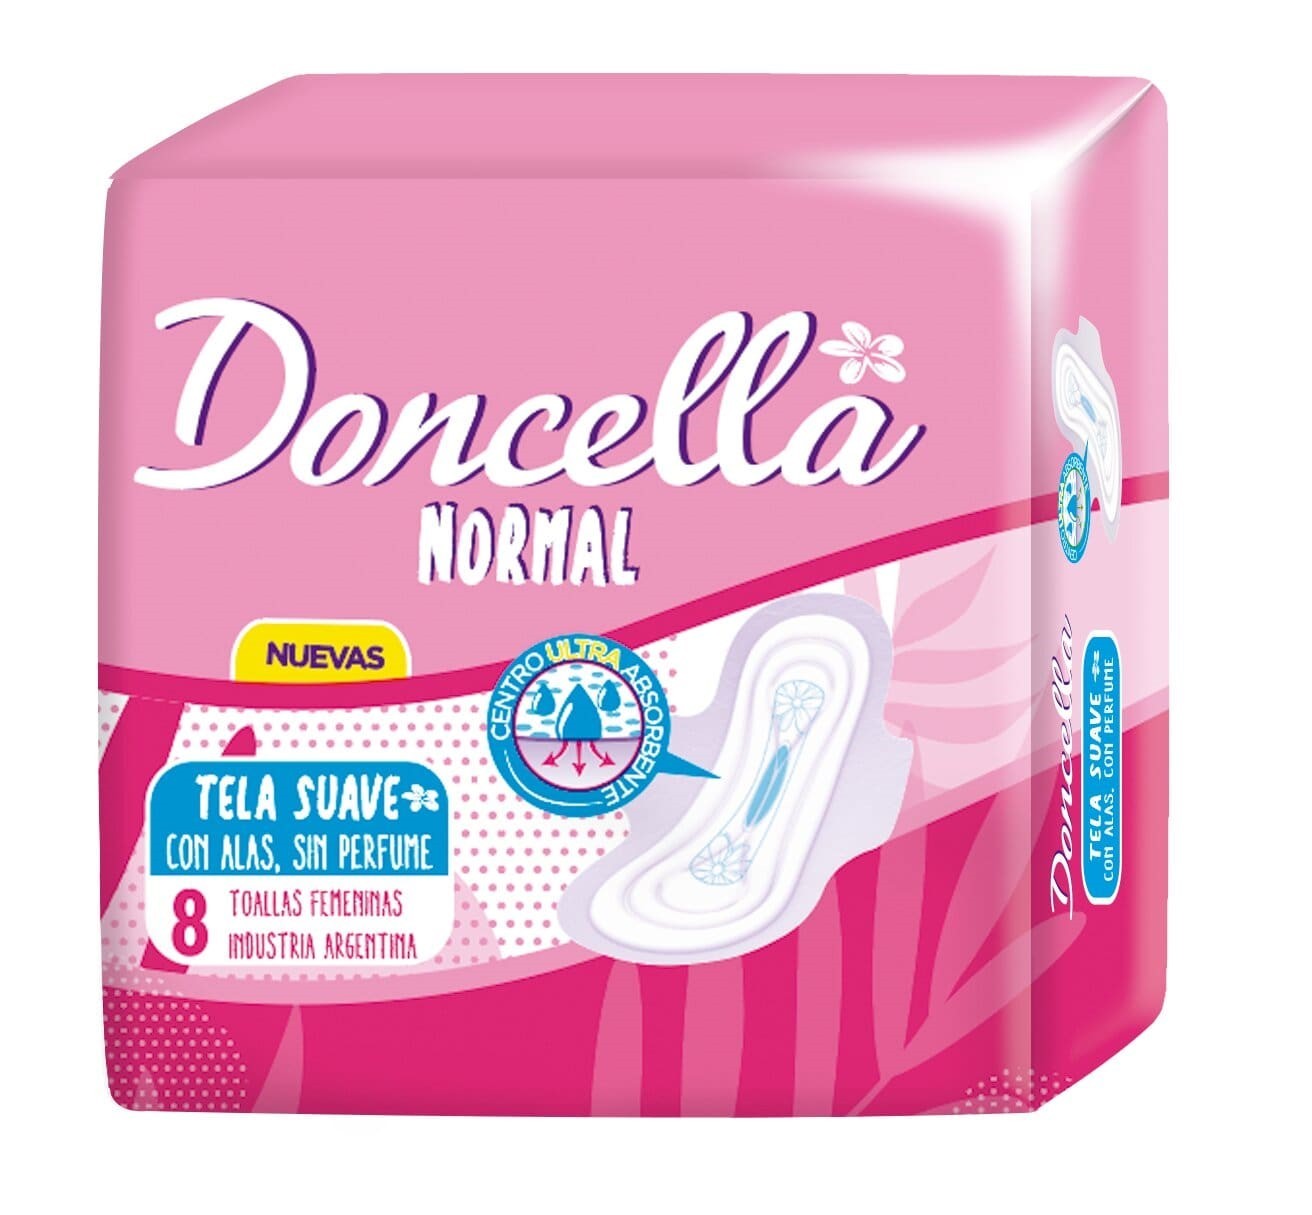 Doncella
NORMAL
NUEVAS
CENTRO ULTRA ABSORBENTE
TELA SUAVE
CON ALAS, SIN PERFUME
8 TOALLAS FEMENINAS
INDUSTRIA ARGENTINA
Doncella
TELA SUAVE
CON ALAS. CON PERFUME